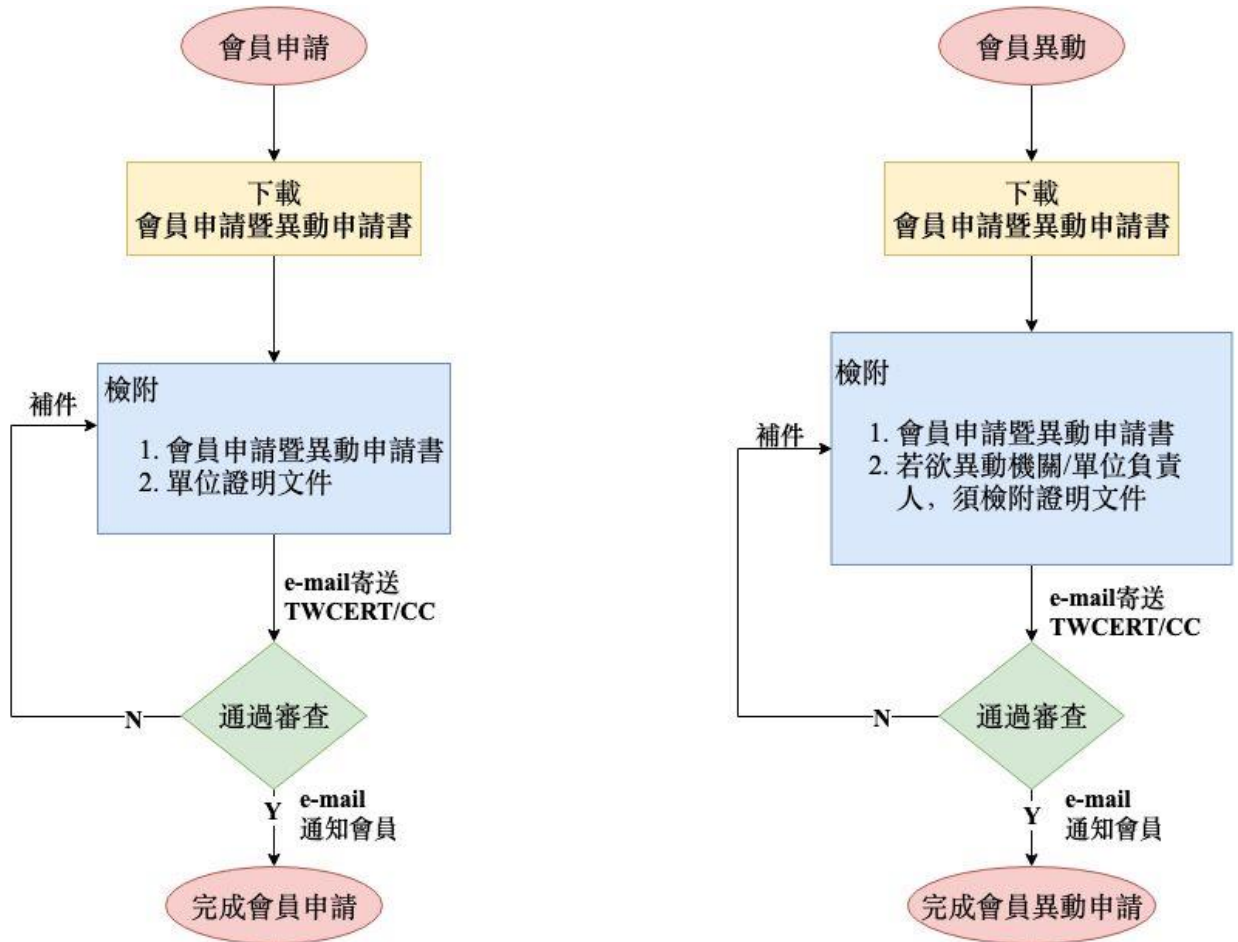 會員申請
下載
會員申請暨異動申請書
檢附
補件
1. 會員申請暨異動申請書
2. 單位證明文件
e-mail寄送
TWCERT/CC
通過審查
N
Y
e-mail
通知會員
完成會員申請
會員異動
下載
會員申請暨異動申請書
檢附
補件
1. 會員申請暨異動申請書
2. 若欲異動機關/單位負責
人，須檢附證明文件
e-mail寄送
TWCERT/CC
通過審查
N
Y
e-mail
通知會員
完成會員異動申請